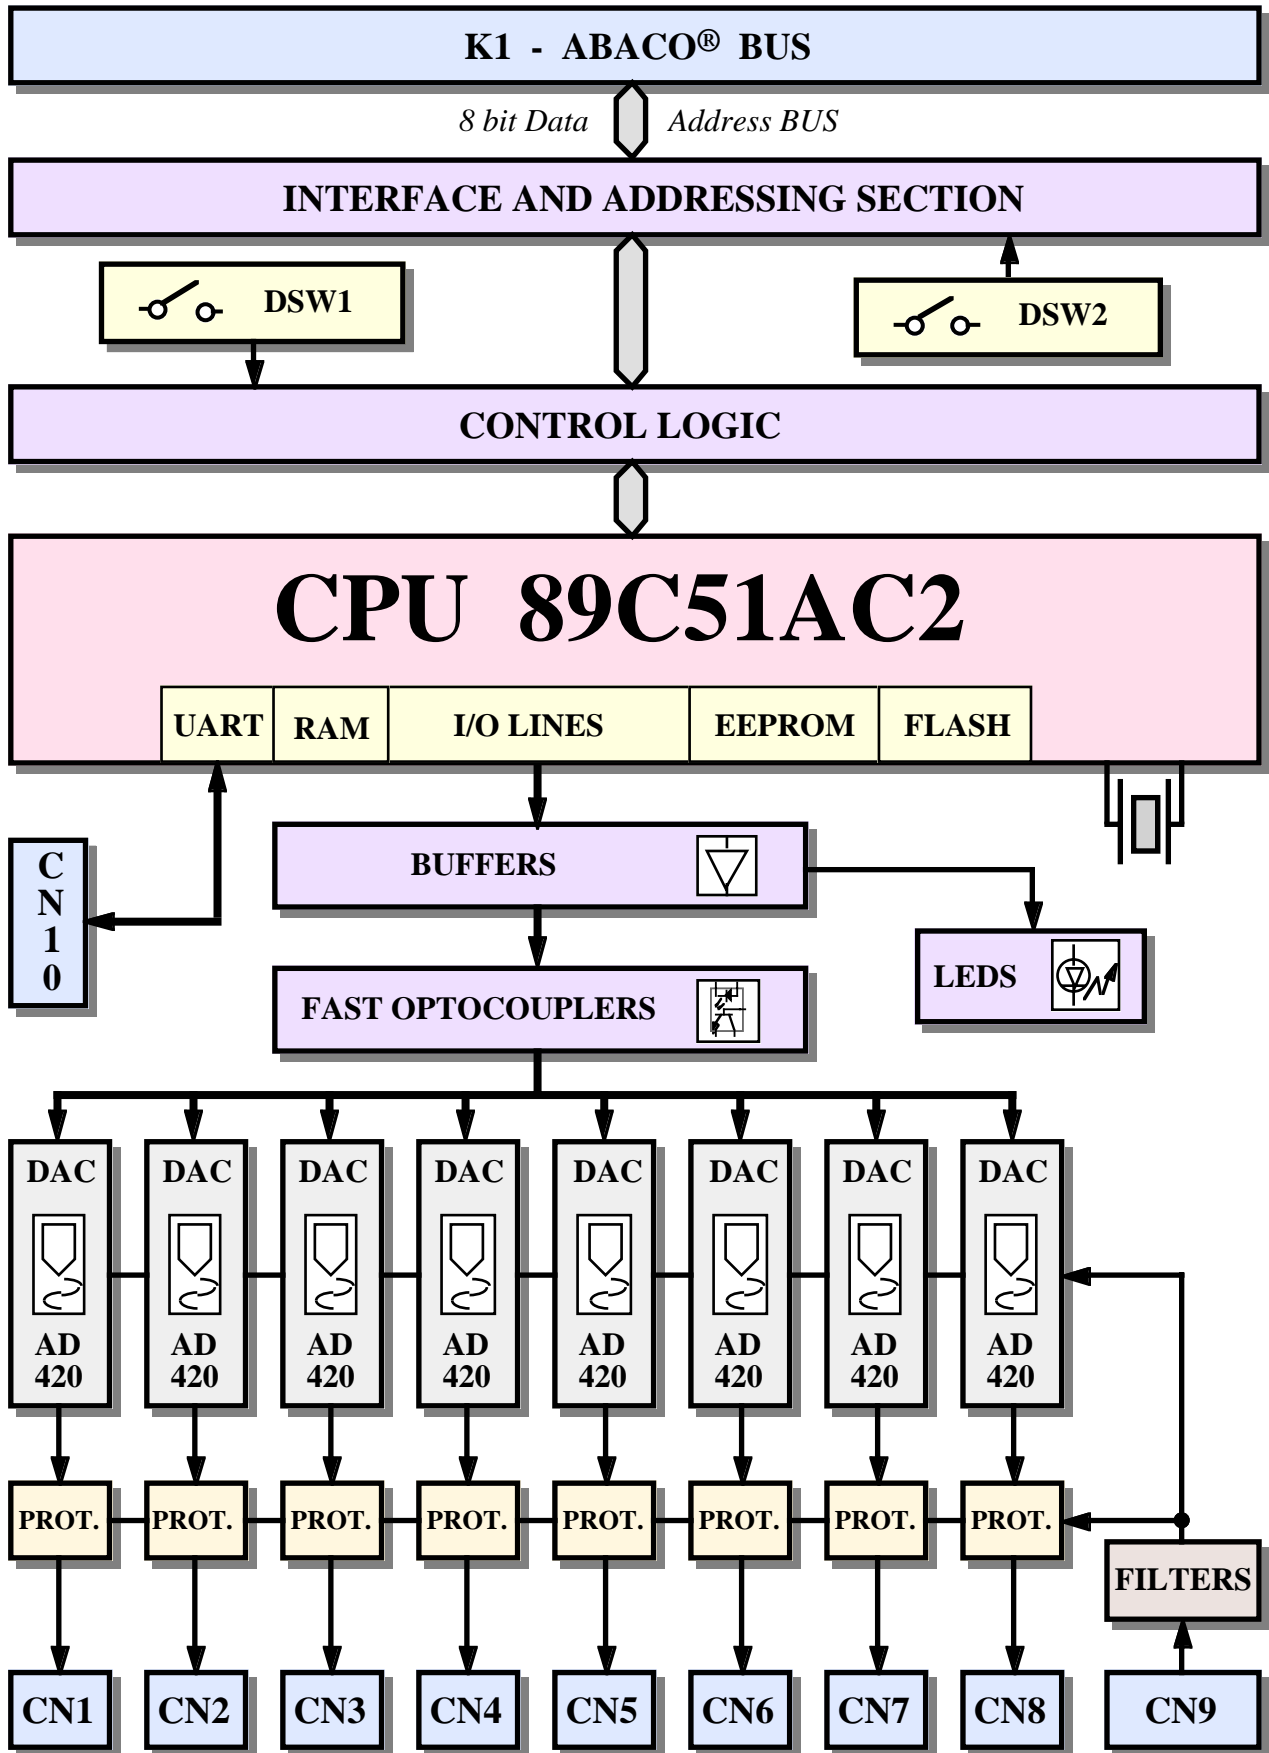 K1 - ABACO® BUS
8 bit Data Address BUS
INTERFACE AND ADDRESSING SECTION
DSW1
DSW2
CONTROL LOGIC
CPU 89C51AC2
UART RAM I/O LINES EEPROM FLASH
CN10
BUFFERS
LEDS
FAST OPTOCOUPLERS
DAC DAC DAC DAC DAC DAC DAC DAC
AD AD AD AD AD AD AD AD
420 420 420 420 420 420 420 420
PROT. PROT. PROT. PROT. PROT. PROT. PROT. PROT.
FILTERS
CN1 CN2 CN3 CN4 CN5 CN6 CN7 CN8 CN9